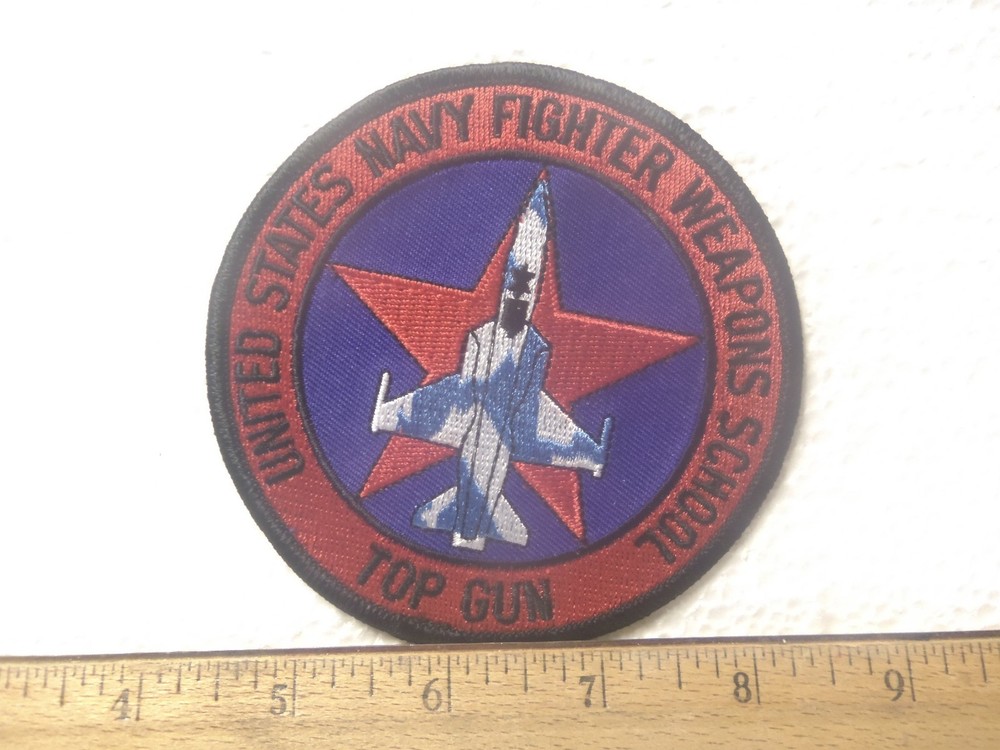 UNITED STATES NAVY FIGHTER WEAPONS SCHOOL
TOP GUN
4 5 6 7 8 9